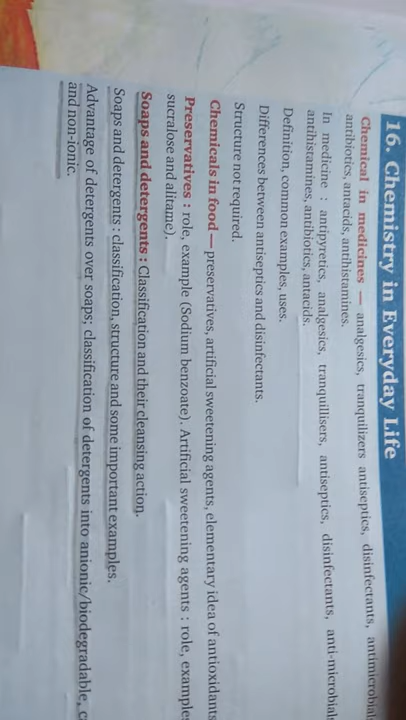 16. Chemistry in Everyday Life
Chemical in medicines — analgesics, tranquilizers antiseptics, disinfectants, antimicrobial
antibiotics, antacids, antihistamines.
In medicine : antipyretics, analgesics, tranquillisers, antiseptics, disinfectants, anti-microbials
antihistamines, antibiotics, antacids.
Definition, common examples, uses.
Differences between antiseptics and disinfectants.
Structure not required.
Chemicals in food — preservatives, artificial sweetening agents, elementary idea of antioxidants
Preservatives : role, example (Sodium benzoate). Artificial sweetening agents : role, examples
sucralose and alitame).
Soaps and detergents : Classification and their cleansing action.
Soaps and detergents : classification, structure and some important examples.
Advantage of detergents over soaps; classification of detergents into anionic/biodegradable,
and non-ionic.